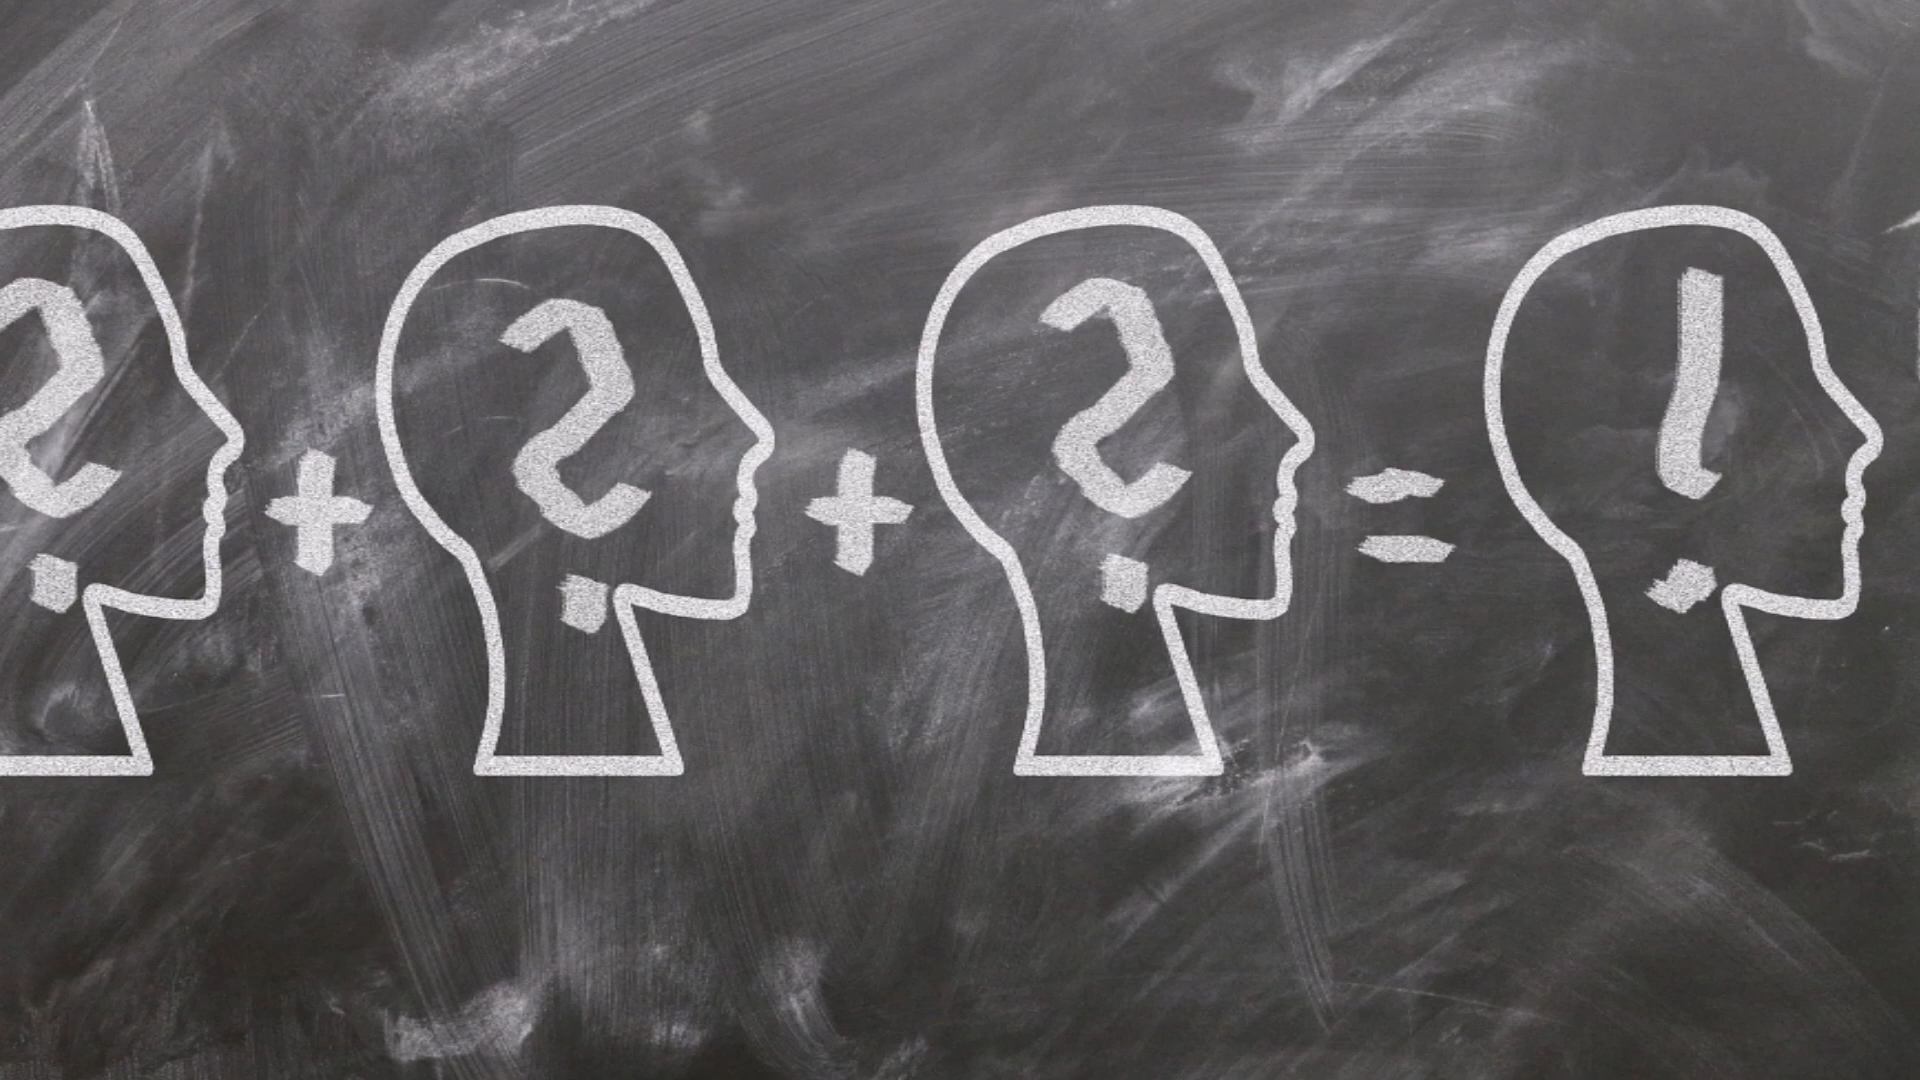 ? + ? + ? = !